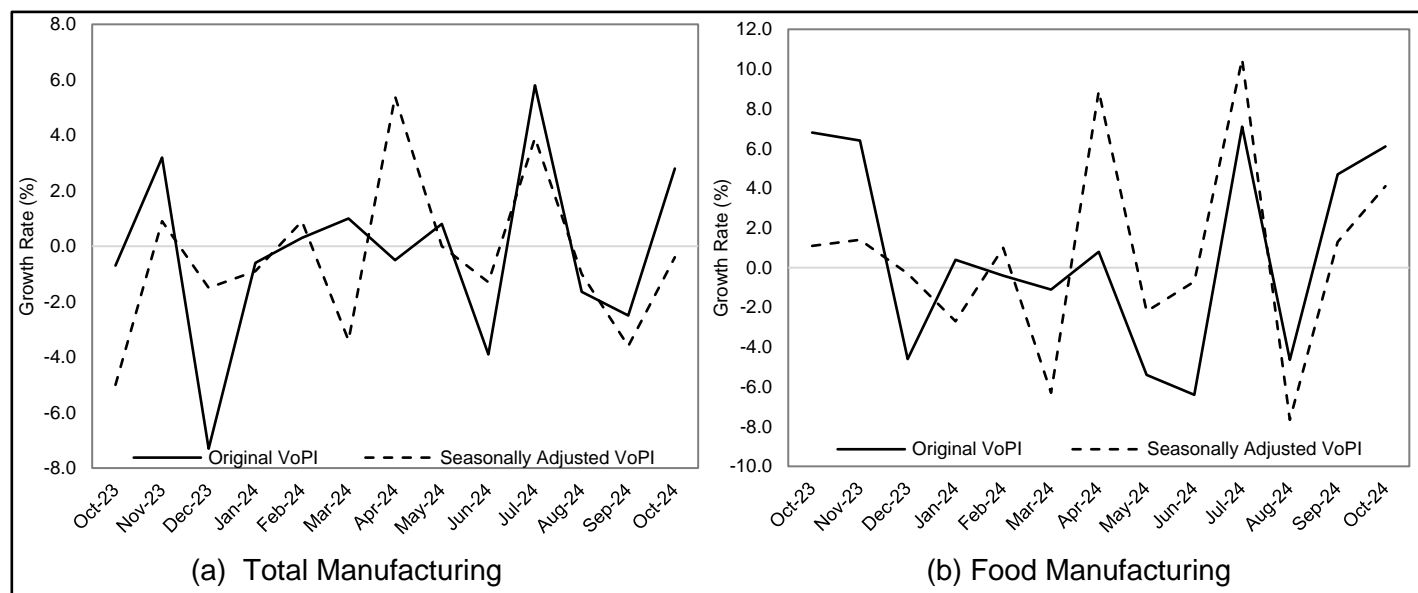 8.0
6.0
4.0
2.0
0.0
-2.0
-4.0
-6.0
-8.0
Growth Rate (%)
Original VoPI Seasonally Adjusted VoPI
Oct-23 Nov-23 Dec-23 Jan-24 Feb-24 Mar-24 Apr-24 May-24 Jun-24 Jul-24 Aug-24 Sep-24 Oct-24
(a) Total Manufacturing
12.0
10.0
8.0
6.0
4.0
2.0
0.0
-2.0
-4.0
-6.0
-8.0
-10.0
Growth Rate (%)
Original VoPI Seasonally Adjusted VoPI
Oct-23 Nov-23 Dec-23 Jan-24 Feb-24 Mar-24 Apr-24 May-24 Jun-24 Jul-24 Aug-24 Sep-24 Oct-24
(b) Food Manufacturing